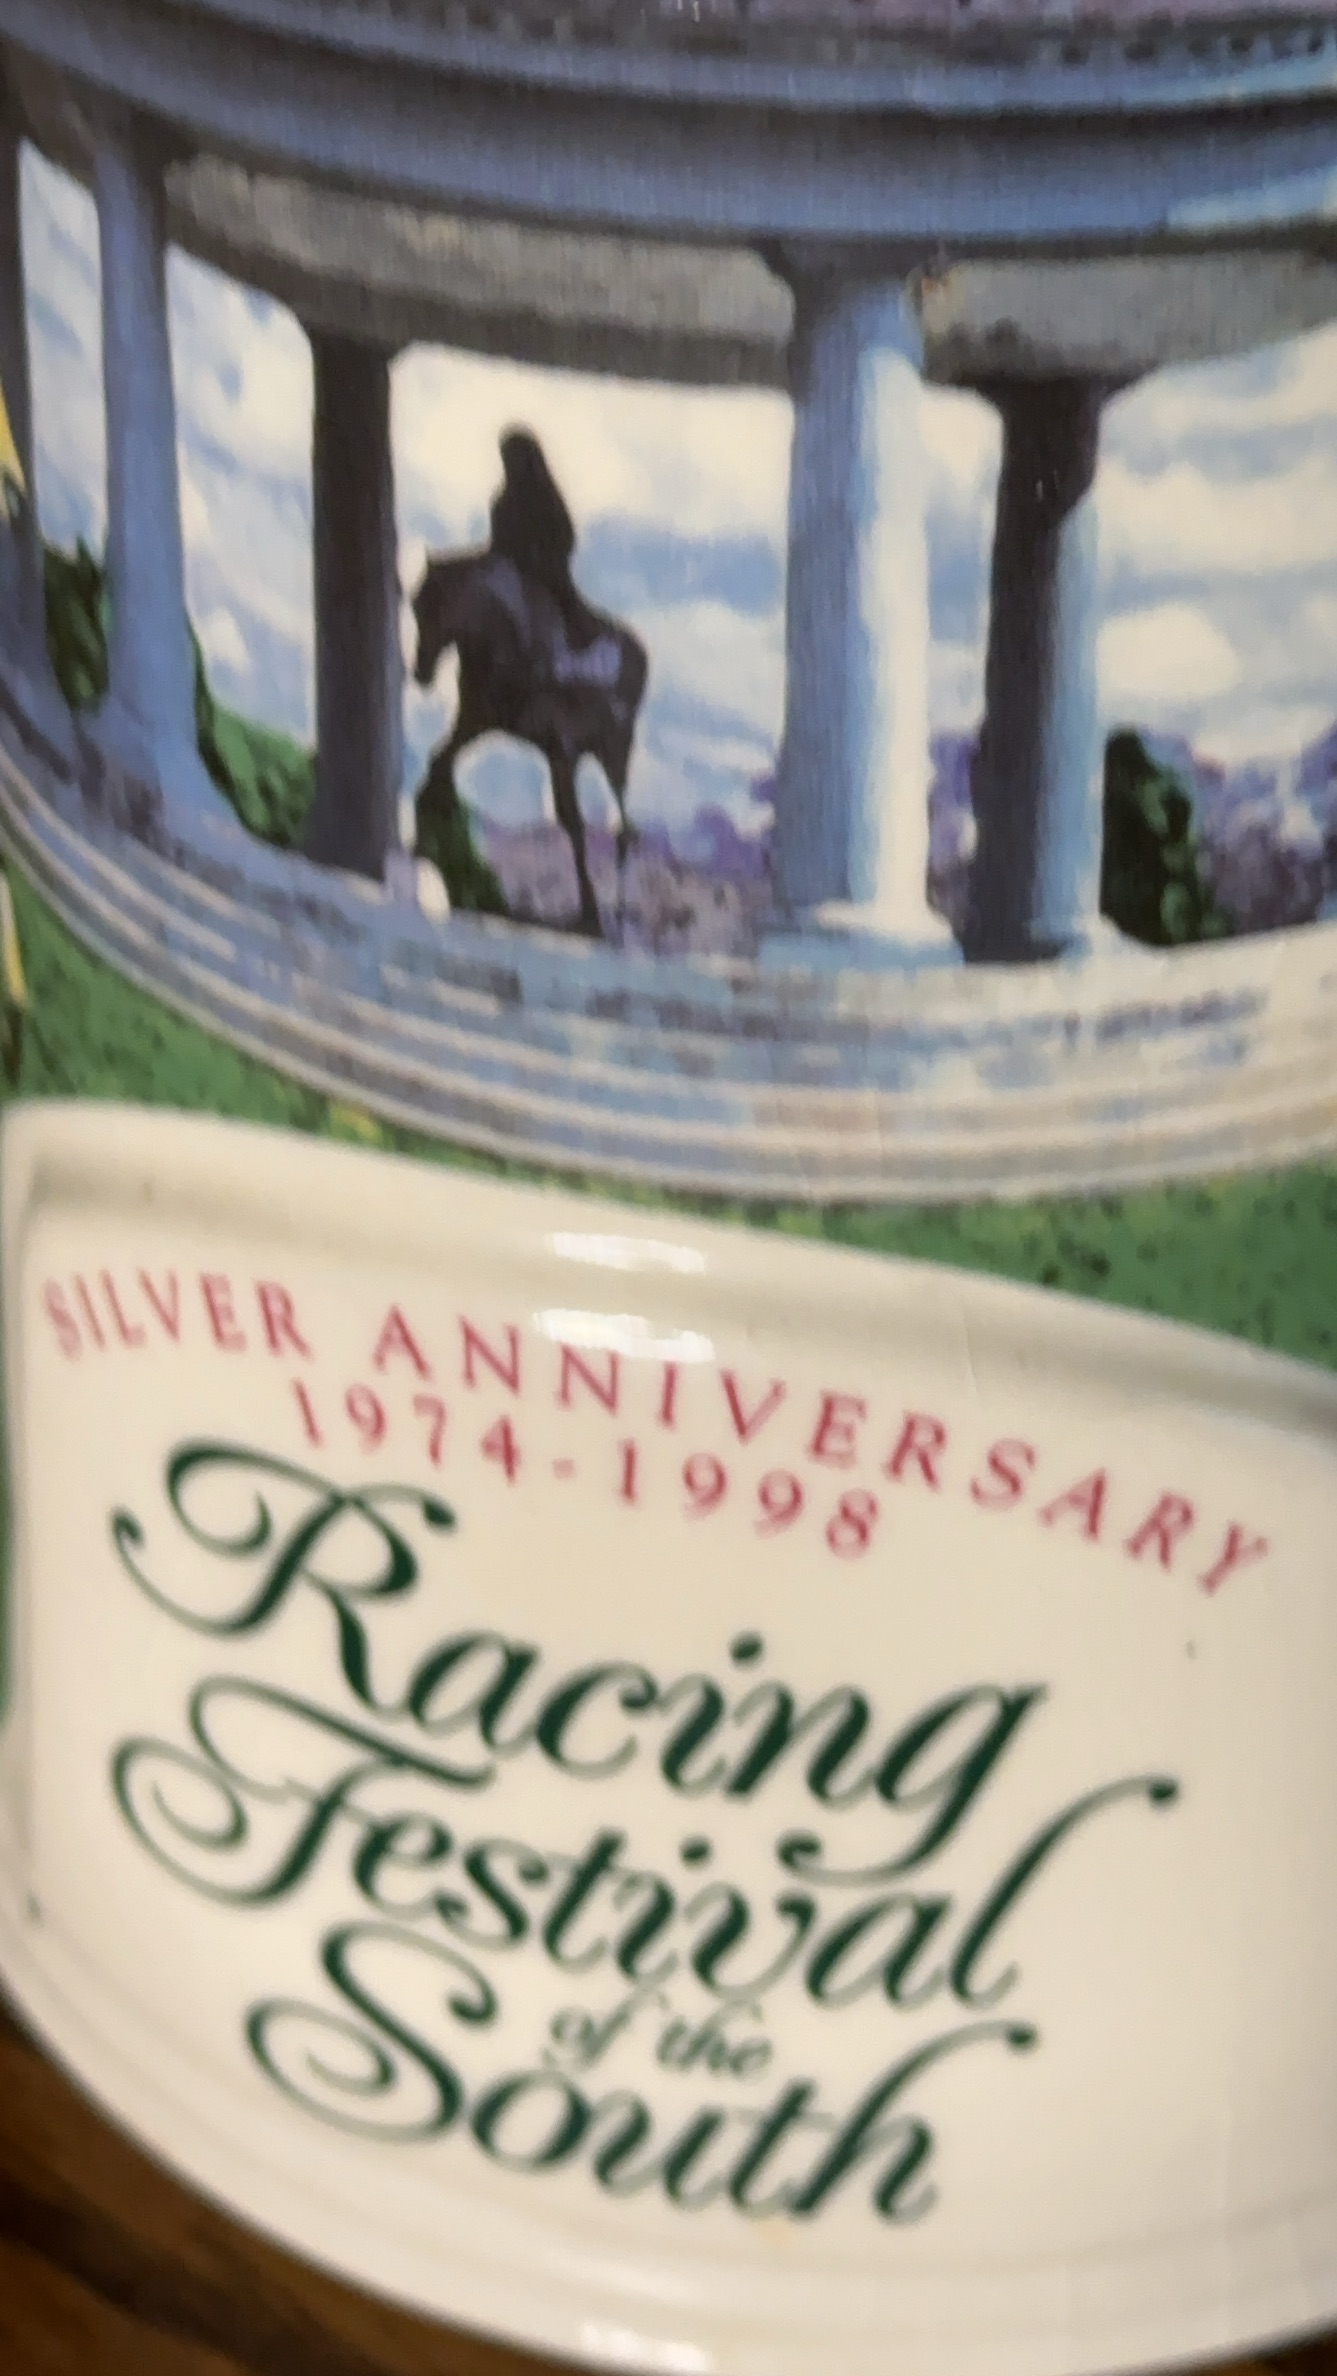 SILVER ANNIVERSARY
1974-1998
Racing
Festival
of the
South